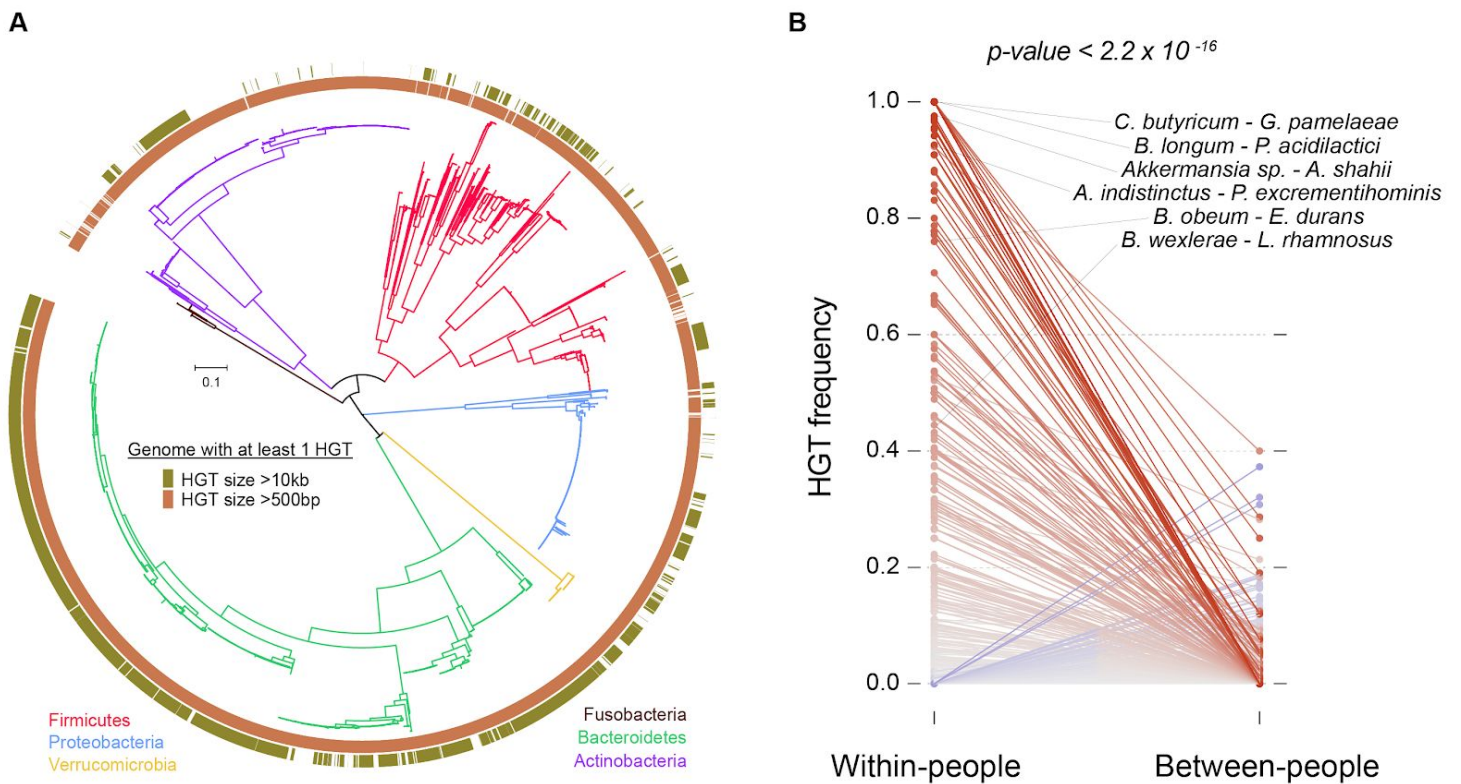 A
0.1
Genome with at least 1 HGT
HGT size >10kb
HGT size >500bp
Firmicutes
Proteobacteria
Verrucomicrobia
Fusobacteria
Bacteroidetes
Actinobacteria
B
p-value < 2.2 x 10 -16
HGT frequency
1.0
0.8
0.6
0.4
0.2
0.0
C. butyricum - G. pamelaeae
B. longum - P. acidilactici
Akkermansia sp. - A. shahii
A. indistinctus - P. excrementihominis
B. obeum - E. durans
B. wexlerae - L. rhamnosus
Within-people
Between-people